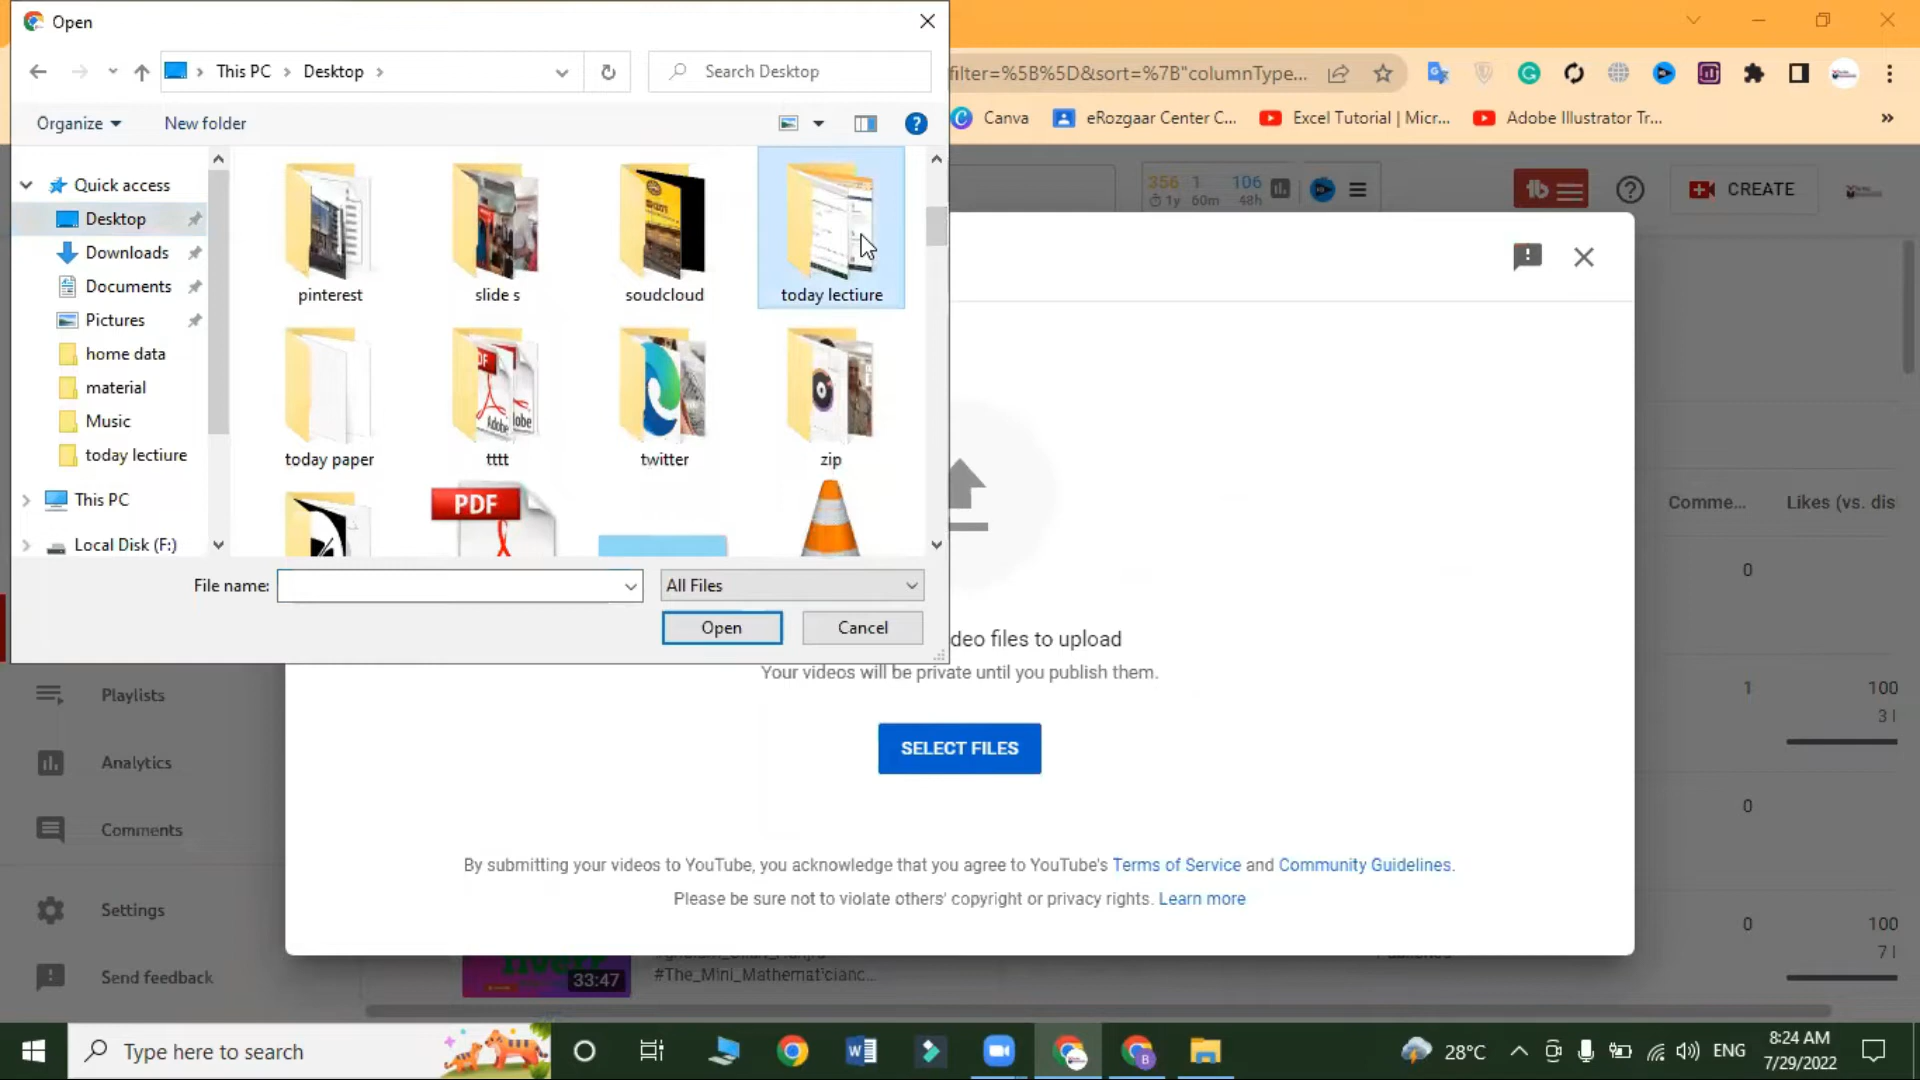 Open
This PC
Desktop
Search Desktop
filter=%5B%5D&sort=%7B"columnType...
Organize
New folder
Canva
eRozgaar Center C...
Excel Tutorial | Micr...
Adobe Illustrator Tr...
Quick access
Desktop
Downloads
Documents
Pictures
home data
material
Music
today lectiure
This PC
Local Disk (F:)
pinterest
slide s
soudcloud
today lectiure
today paper
tttt
twitter
zip
PDF
File name:
All Files
Open
Cancel
356 1 106
1y 60m 48h
CREATE
deo files to upload
Your videos will be private until you publish them.
SELECT FILES
By submitting your videos to YouTube, you acknowledge that you agree to YouTube's Terms of Service and Community Guidelines.
Please be sure not to violate others' copyright or privacy rights. Learn more
Comme...
Likes (vs. dis
0
1
100
3 l
0
0
100
7 l
Playlists
Analytics
Comments
Settings
Send feedback
33:47
#The_Mini_Mathematicianc...
Type here to search
28°C
ENG
8:24 AM
7/29/2022